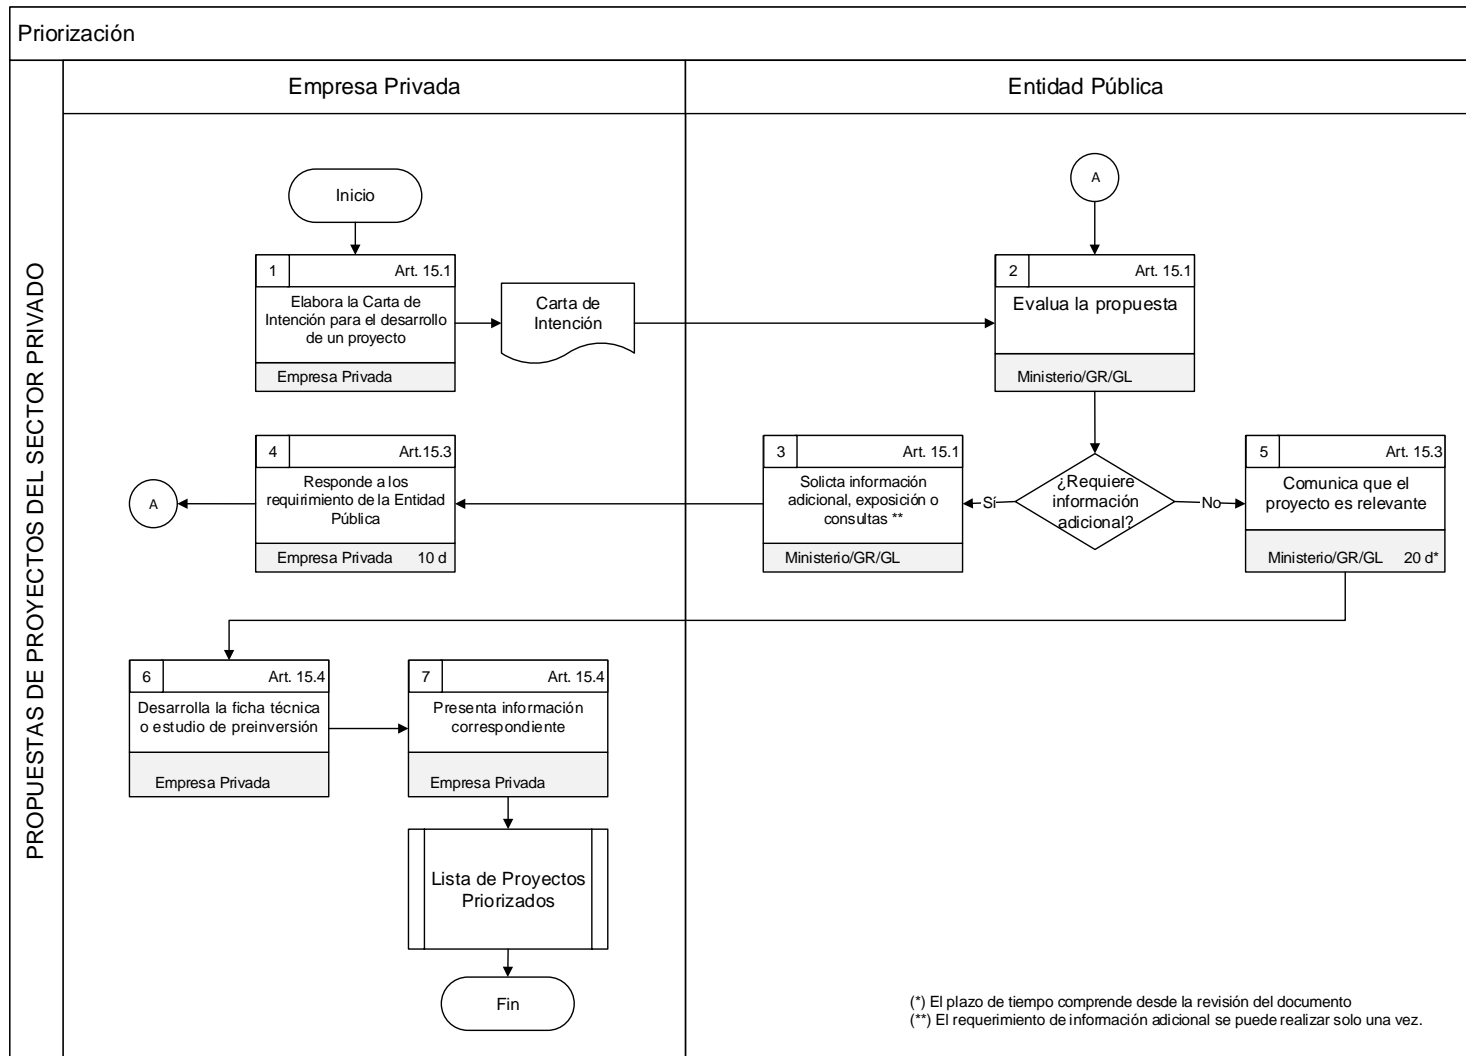 Priorización
PROPUESTAS DE PROYECTOS DEL SECTOR PRIVADO
Empresa Privada
Entidad Pública
Inicio
A
1
Art. 15.1
Elabora la Carta de
Intención para el desarrollo
de un proyecto
Empresa Privada
Carta de
Intención
2
Art. 15.1
Evalua la propuesta
Ministerio/GR/GL
A
4
Art.15.3
Responde a los
requirimiento de la Entidad
Pública
Empresa Privada 10 d
3
Art. 15.1
Solicta información
adicional, exposición o
consultas **
Ministerio/GR/GL
Sí
¿Requiere
información
adicional?
No
5
Art. 15.3
Comunica que el
proyecto es relevante
Ministerio/GR/GL 20 d*
6
Art. 15.4
Desarrolla la ficha técnica
o estudio de preinversión
Empresa Privada
7
Art. 15.4
Presenta información
correspondiente
Empresa Privada
Lista de Proyectos
Priorizados
Fin
(*) El plazo de tiempo comprende desde la revisión del documento
(**) El requerimiento de información adicional se puede realizar solo una vez.